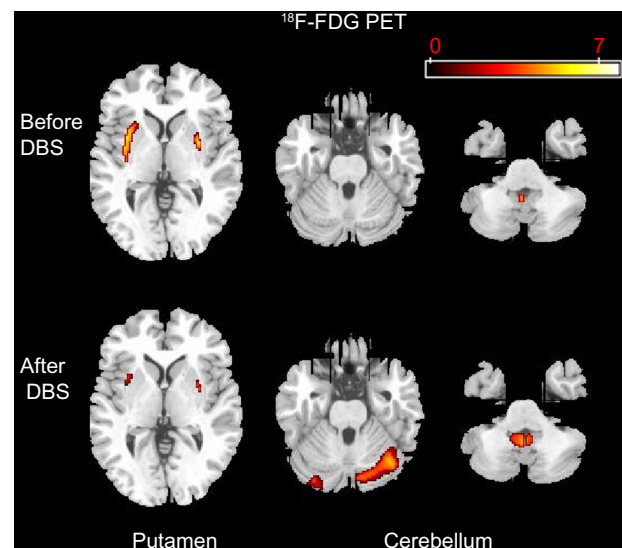 ¹⁸F-FDG PET
0 7
Before
DBS
After
DBS
Putamen Cerebellum